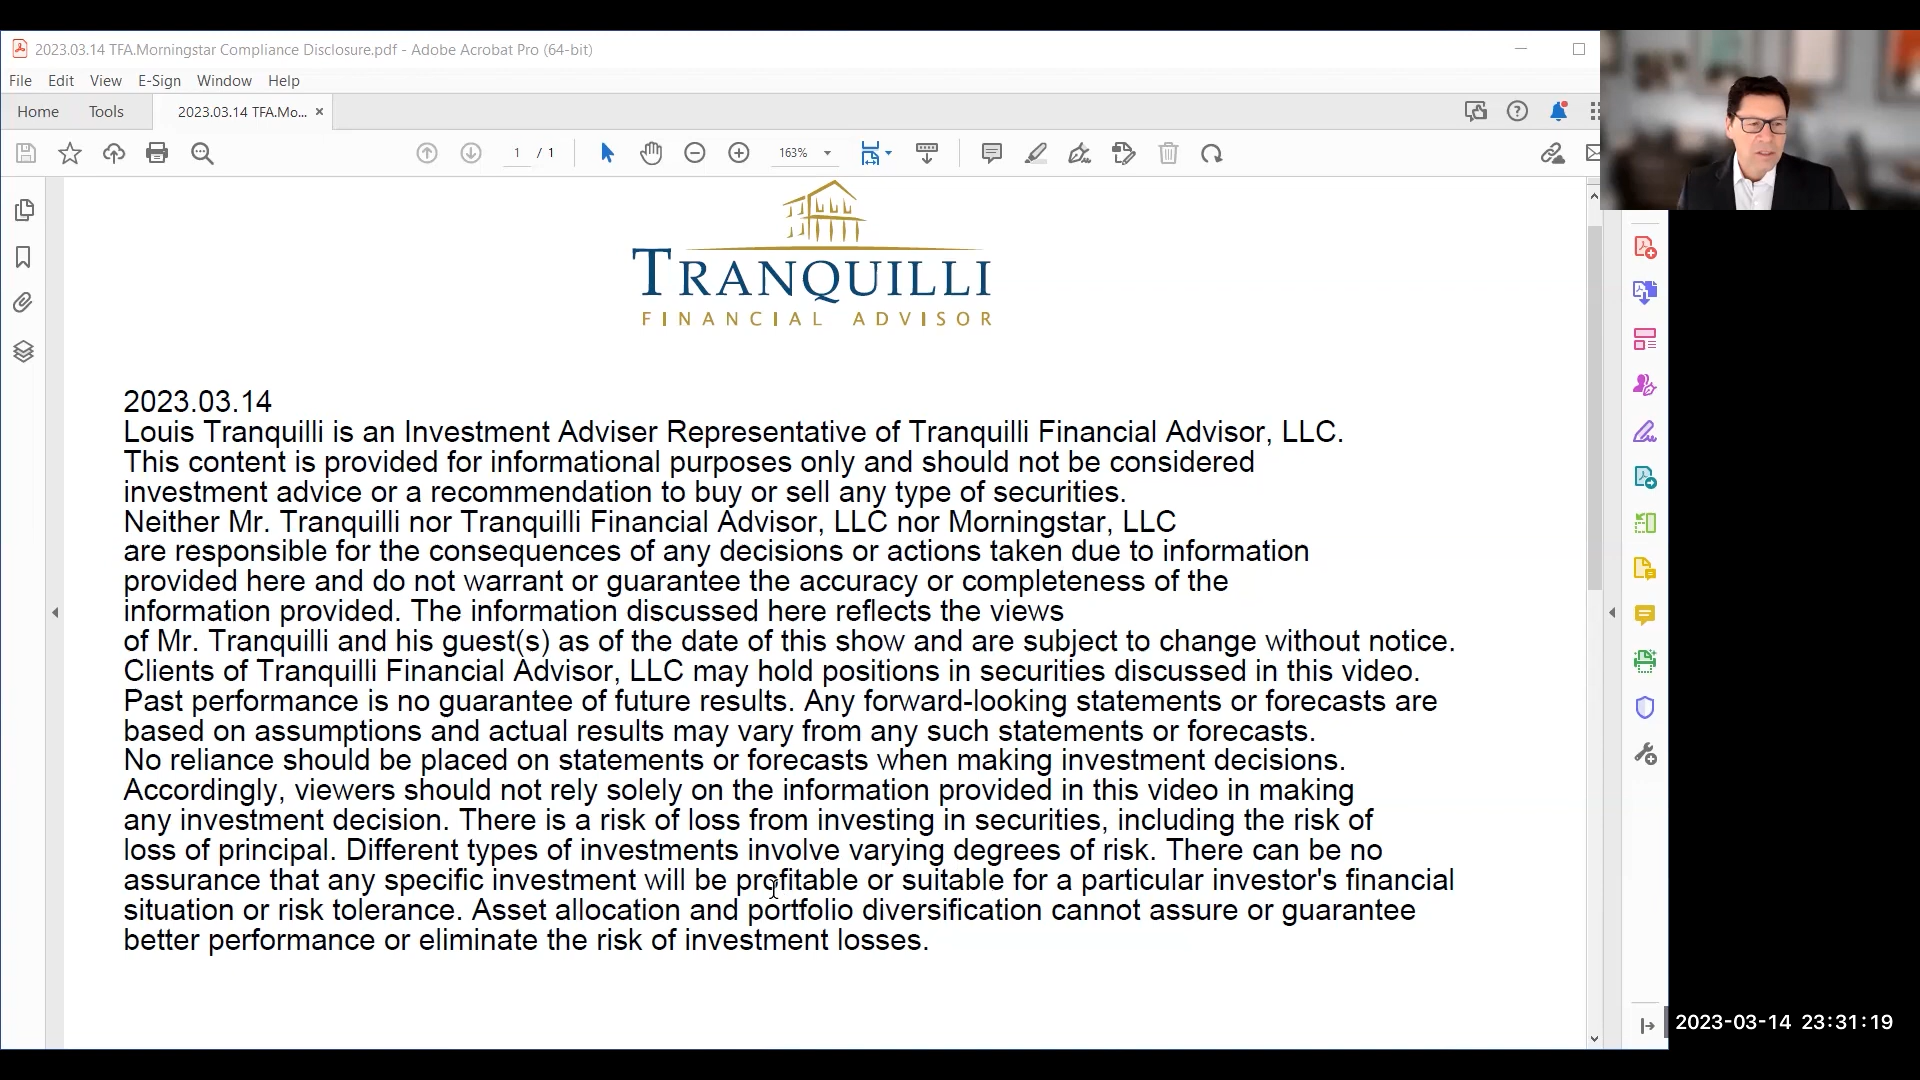 2023.03.14 TFA.Morningstar Compliance Disclosure.pdf - Adobe Acrobat Pro (64-bit)
File Edit View E-Sign Window Help
Home Tools 2023.03.14 TFA.Mo... ×
1 / 1 163%
TRANQUILLI
FINANCIAL ADVISOR
2023.03.14
Louis Tranquilli is an Investment Adviser Representative of Tranquilli Financial Advisor, LLC.
This content is provided for informational purposes only and should not be considered
investment advice or a recommendation to buy or sell any type of securities.
Neither Mr. Tranquilli nor Tranquilli Financial Advisor, LLC nor Morningstar, LLC
are responsible for the consequences of any decisions or actions taken due to information
provided here and do not warrant or guarantee the accuracy or completeness of the
information provided. The information discussed here reflects the views
of Mr. Tranquilli and his guest(s) as of the date of this show and are subject to change without notice.
Clients of Tranquilli Financial Advisor, LLC may hold positions in securities discussed in this video.
Past performance is no guarantee of future results. Any forward-looking statements or forecasts are
based on assumptions and actual results may vary from any such statements or forecasts.
No reliance should be placed on statements or forecasts when making investment decisions.
Accordingly, viewers should not rely solely on the information provided in this video in making
any investment decision. There is a risk of loss from investing in securities, including the risk of
loss of principal. Different types of investments involve varying degrees of risk. There can be no
assurance that any specific investment will be profitable or suitable for a particular investor's financial
situation or risk tolerance. Asset allocation and portfolio diversification cannot assure or guarantee
better performance or eliminate the risk of investment losses.
2023-03-14 23:31:19